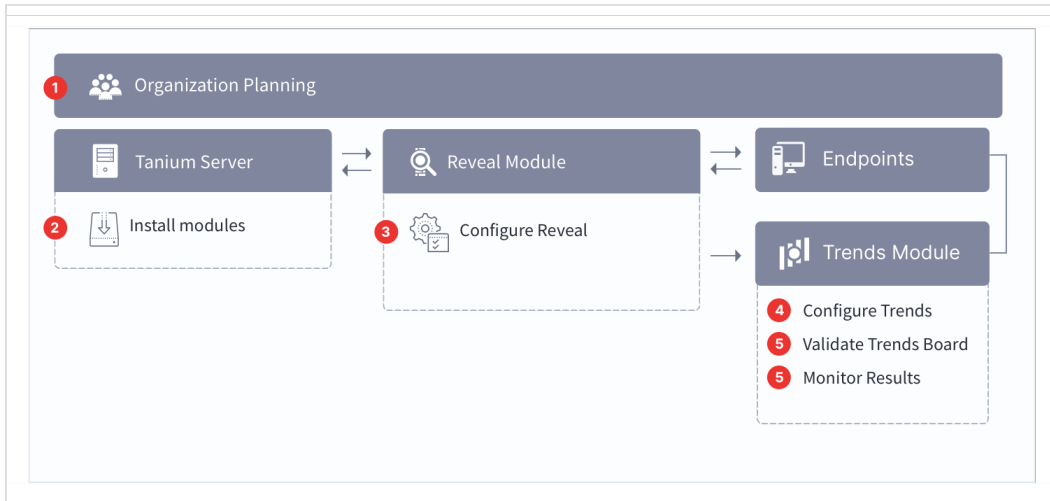 1 Organization Planning
Tanium Server
Reveal Module
Endpoints
2 Install modules
3 Configure Reveal
Trends Module
4 Configure Trends
5 Validate Trends Board
5 Monitor Results